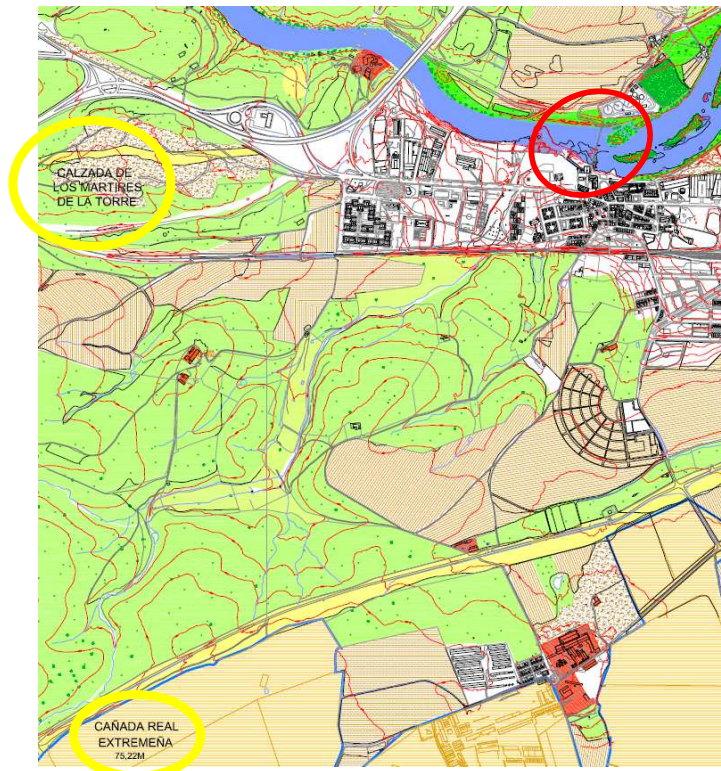 CALZADA DE
LOS MARTIRES
DE LA TORRE
CAÑADA REAL
EXTREMEÑA
75,22M